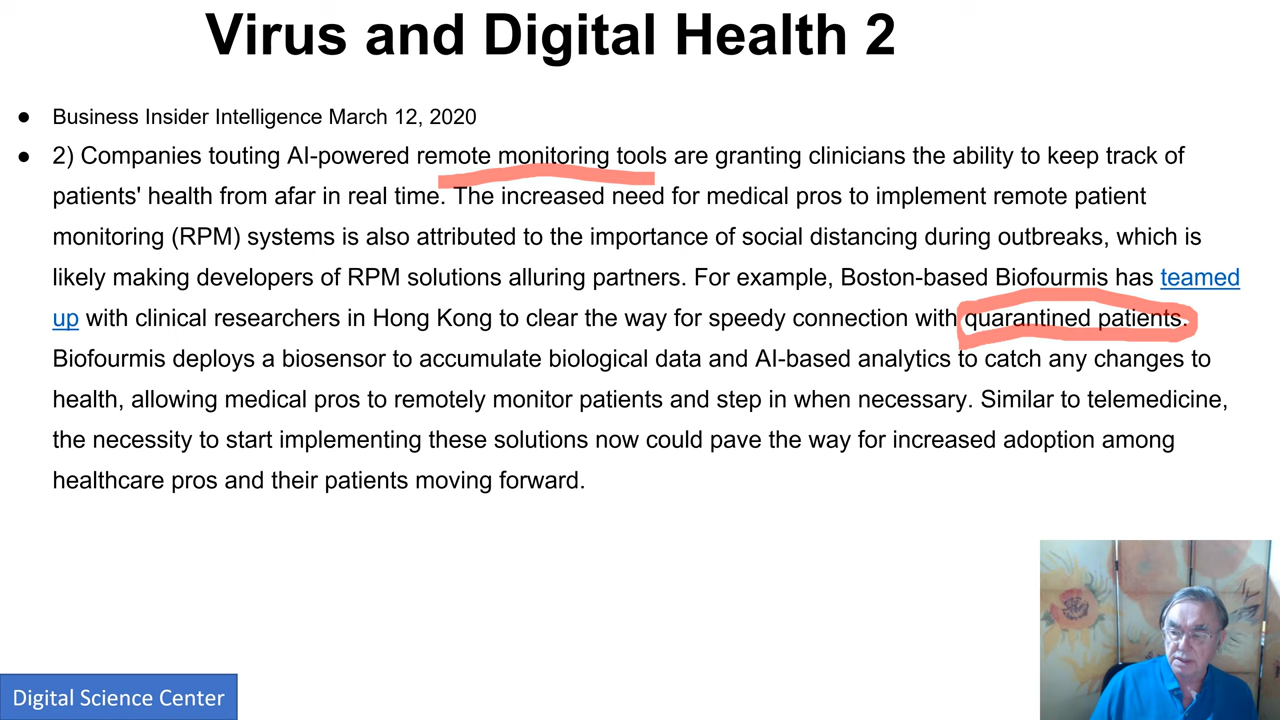 Virus and Digital Health 2
● Business Insider Intelligence March 12, 2020
● 2) Companies touting AI-powered remote monitoring tools are granting clinicians the ability to keep track of
patients' health from afar in real time. The increased need for medical pros to implement remote patient
monitoring (RPM) systems is also attributed to the importance of social distancing during outbreaks, which is
likely making developers of RPM solutions alluring partners. For example, Boston-based Biofourmis has teamed
up with clinical researchers in Hong Kong to clear the way for speedy connection with quarantined patients.
Biofourmis deploys a biosensor to accumulate biological data and AI-based analytics to catch any changes to
health, allowing medical pros to remotely monitor patients and step in when necessary. Similar to telemedicine,
the necessity to start implementing these solutions now could pave the way for increased adoption among
healthcare pros and their patients moving forward.
Digital Science Center